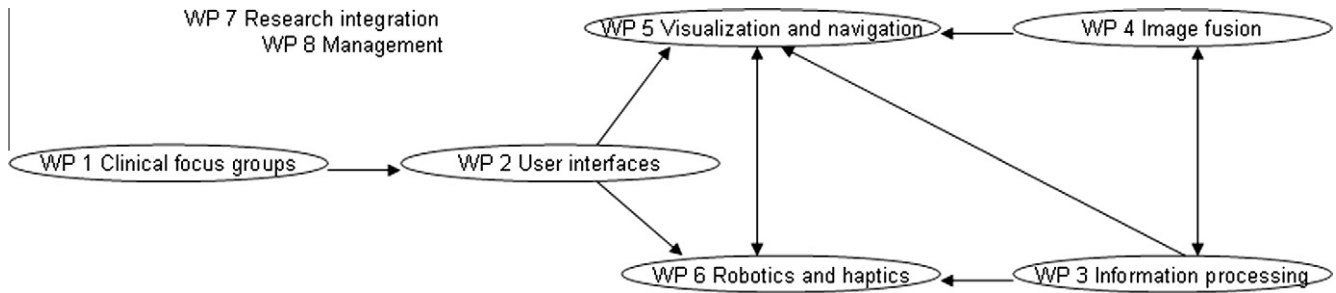 WP 7 Research integration
WP 8 Management
WP 5 Visualization and navigation
WP 4 Image fusion
WP 1 Clinical focus groups
WP 2 User interfaces
WP 6 Robotics and haptics
WP 3 Information processing